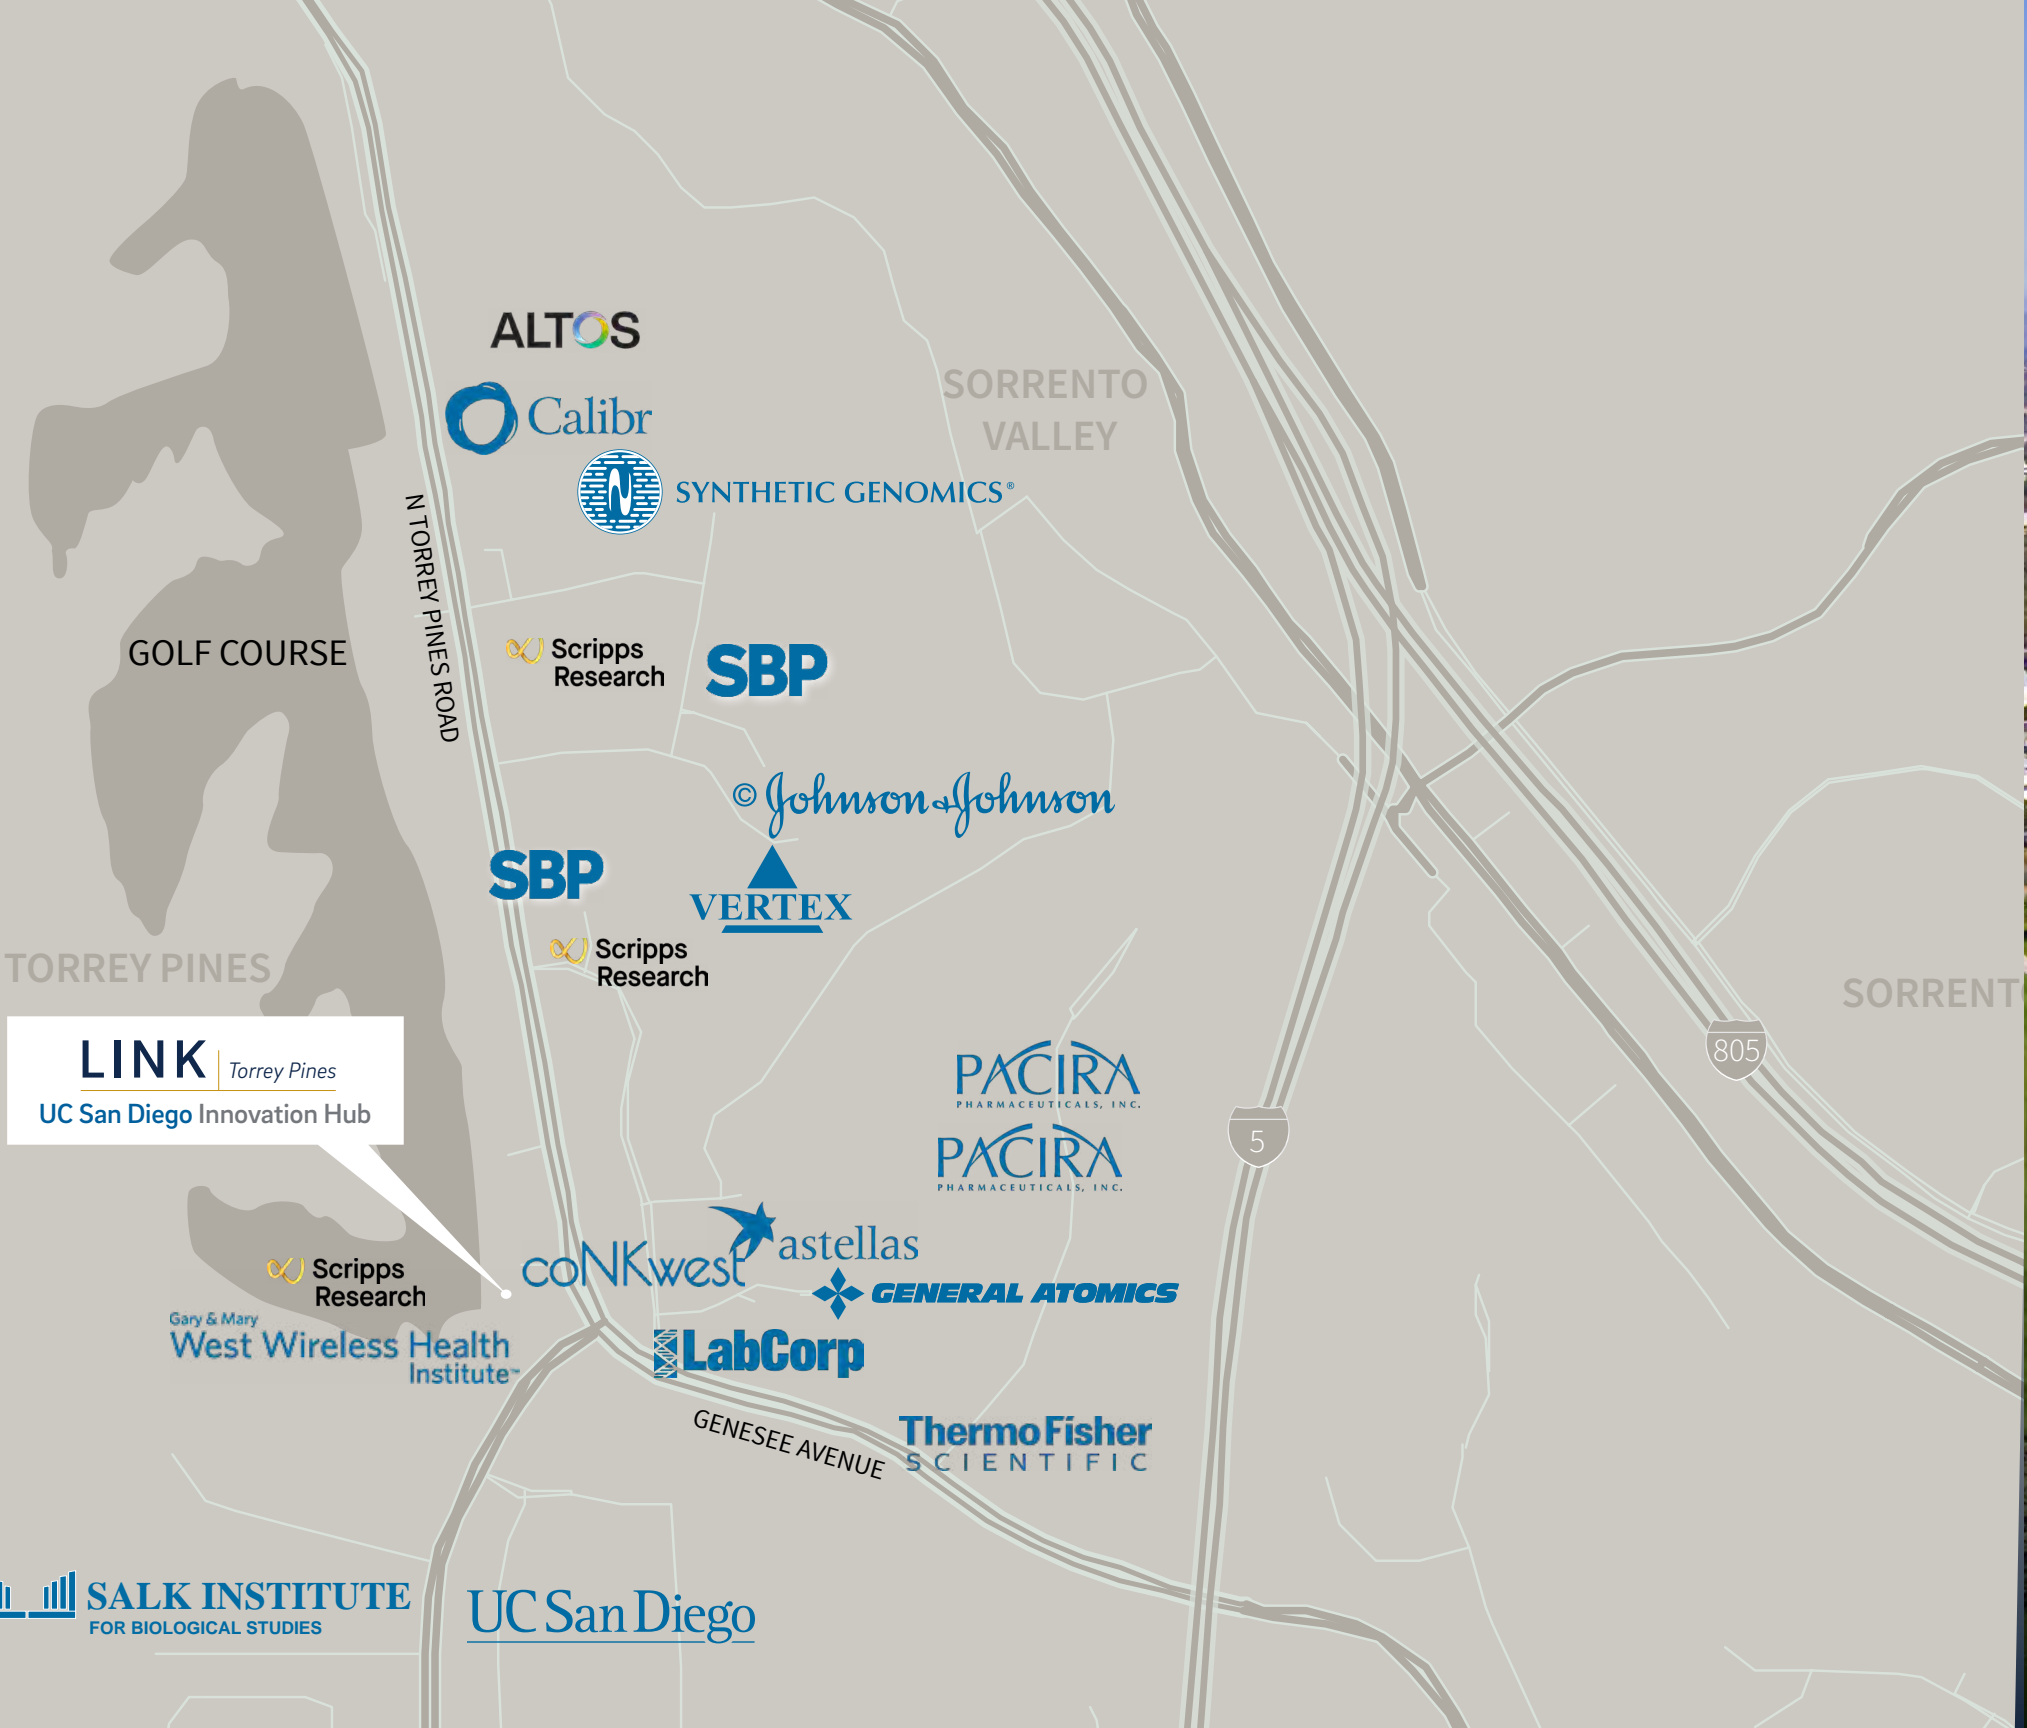 ALTOS
Calibr
SORRENTO
VALLEY
SYNTHETIC GENOMICS®
N TORREY PINES ROAD
GOLF COURSE
Scripps
Research
SBP
© Johnson & Johnson
SBP
VERTEX
Scripps
Research
TORREY PINES
SORRENT
LINK Torrey Pines
UC San Diego Innovation Hub
805
PACIRA
PHARMACEUTICALS, INC.
5
PACIRA
PHARMACEUTICALS, INC.
astellas
coNKwest
Scripps
Research
GENERAL ATOMICS
Gary & Mary
West Wireless Health
Institute™
LabCorp
GENESEE AVENUE
ThermoFisher
SCIENTIFIC
SALK INSTITUTE
FOR BIOLOGICAL STUDIES
UC San Diego